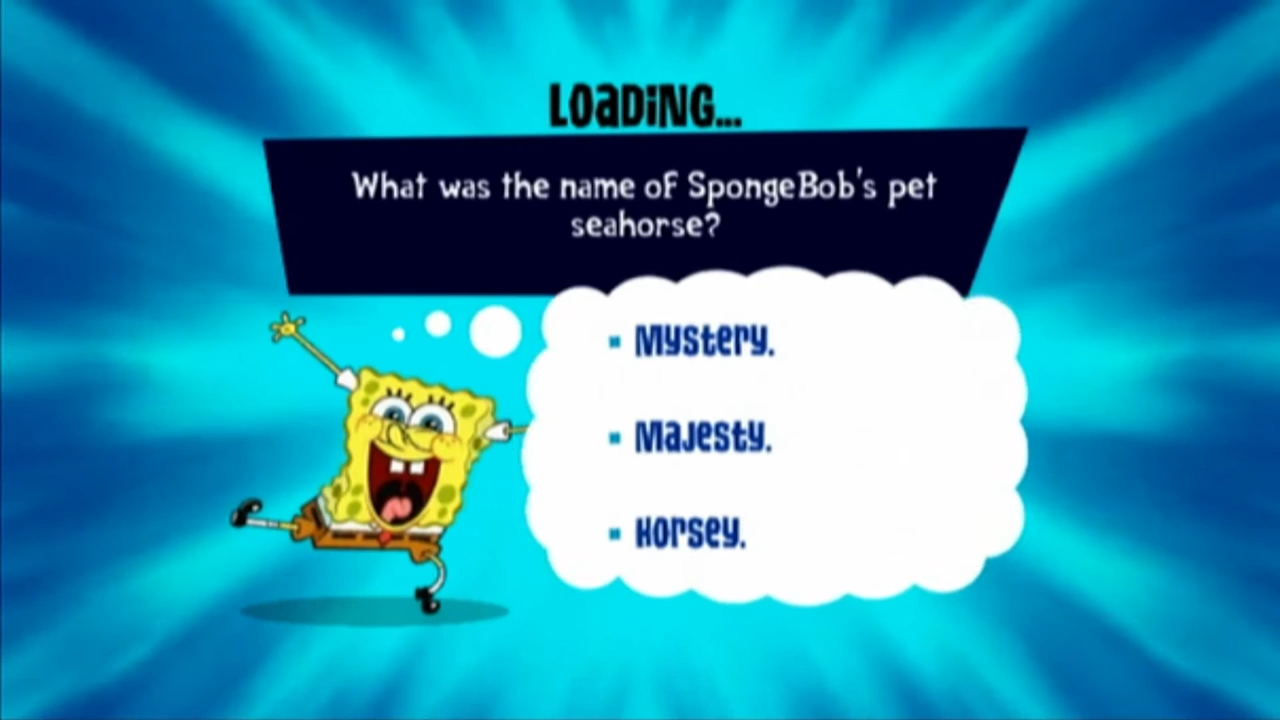 LOADING...
What was the name of SpongeBob's pet
seahorse?
Mystery.
Majesty.
Horsey.